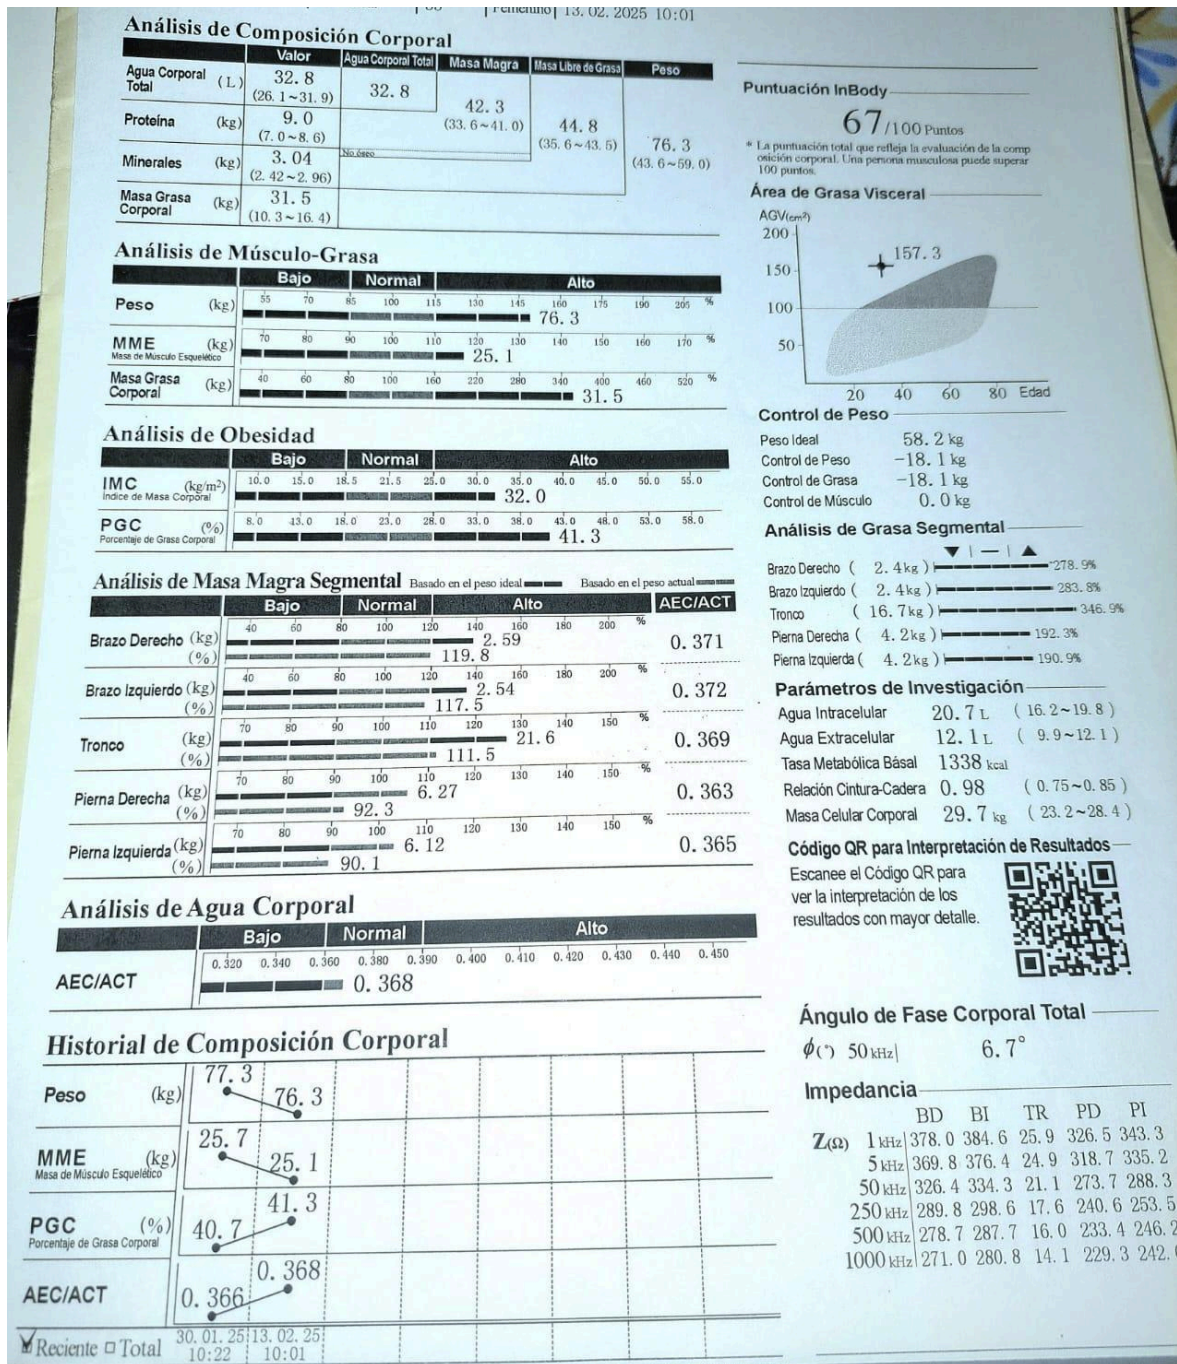 Femenino 13. 02. 2025 10:01
Análisis de Composición Corporal
Valor Agua Corporal Total Masa Magra Masa Libre de Grasa Peso
Agua Corporal Total (L) 32. 8 (26. 1~31. 9) 32. 8 42. 3 (33. 6~41. 0) 44. 8 (35. 6~43. 5) 76. 3 (43. 6~59. 0)
Proteína (kg) 9. 0 (7. 0~8. 6)
Minerales (kg) 3. 04 (2. 42~2. 96) No óseo
Masa Grasa Corporal (kg) 31. 5 (10. 3~16. 4)
Análisis de Músculo-Grasa
Bajo Normal Alto
Peso (kg) 55 70 85 100 115 130 145 160 175 190 205 %
76. 3
MME (kg) 70 80 90 100 110 120 130 140 150 160 170 %
Masa de Músculo Esquelético 25. 1
Masa Grasa Corporal (kg) 40 60 80 100 160 220 280 340 400 460 520 %
31. 5
Análisis de Obesidad
Bajo Normal Alto
IMC (kg/m²) 10. 0 15. 0 18. 5 21. 5 25. 0 30. 0 35. 0 40. 0 45. 0 50. 0 55. 0
Índice de Masa Corporal 32. 0
PGC (%) 8. 0 13. 0 18. 0 23. 0 28. 0 33. 0 38. 0 43. 0 48. 0 53. 0 58. 0
Porcentaje de Grasa Corporal 41. 3
Análisis de Masa Magra Segmental Basado en el peso ideal Basado en el peso actual
Bajo Normal Alto AEC/ACT
40 60 80 100 120 140 160 180 200 %
Brazo Derecho (kg) 2. 59 0. 371
(%) 119. 8
40 60 80 100 120 140 160 180 200 %
Brazo Izquierdo (kg) 2. 54 0. 372
(%) 117. 5
70 80 90 100 110 120 130 140 150 %
Tronco (kg) 21. 6 0. 369
(%) 111. 5
70 80 90 100 110 120 130 140 150 %
Pierna Derecha (kg) 6. 27 0. 363
(%) 92. 3
70 80 90 100 110 120 130 140 150 %
Pierna Izquierda (kg) 6. 12 0. 365
(%) 90. 1
Análisis de Agua Corporal
Bajo Normal Alto
0. 320 0. 340 0. 360 0. 380 0. 390 0. 400 0. 410 0. 420 0. 430 0. 440 0. 450
AEC/ACT 0. 368
Historial de Composición Corporal
Peso (kg) 77. 3 76. 3
MME (kg) 25. 7 25. 1
Masa de Músculo Esquelético
PGC (%) 40. 7 41. 3
Porcentaje de Grasa Corporal
AEC/ACT 0. 366 0. 368
Reciente Total 30. 01. 25 13. 02. 25
10:22 10:01
Puntuación InBody
67/100 Puntos
* La puntuación total que refleja la evaluación de la comp
osición corporal. Una persona musculosa puede superar
100 puntos.
Área de Grasa Visceral
AGV(cm²)
200
157. 3
150
100
50
20 40 60 80 Edad
Control de Peso
Peso Ideal 58. 2 kg
Control de Peso −18. 1 kg
Control de Grasa −18. 1 kg
Control de Músculo 0. 0 kg
Análisis de Grasa Segmental
▼ | — | ▲
Brazo Derecho ( 2. 4kg ) 278. 9%
Brazo Izquierdo ( 2. 4kg ) 283. 8%
Tronco ( 16. 7kg ) 346. 9%
Pierna Derecha ( 4. 2kg ) 192. 3%
Pierna Izquierda ( 4. 2kg ) 190. 9%
Parámetros de Investigación
Agua Intracelular 20. 7 L ( 16. 2~19. 8 )
Agua Extracelular 12. 1 L ( 9. 9~12. 1 )
Tasa Metabólica Básal 1338 kcal
Relación Cintura-Cadera 0. 98 ( 0. 75~0. 85 )
Masa Celular Corporal 29. 7 kg ( 23. 2~28. 4 )
Código QR para Interpretación de Resultados
Escanee el Código QR para
ver la interpretación de los
resultados con mayor detalle.
Ángulo de Fase Corporal Total
ϕ(°) 50 kHz| 6. 7°
Impedancia
BD BI TR PD PI
Z(Ω) 1 kHz 378. 0 384. 6 25. 9 326. 5 343. 3
5 kHz 369. 8 376. 4 24. 9 318. 7 335. 2
50 kHz 326. 4 334. 3 21. 1 273. 7 288. 3
250 kHz 289. 8 298. 6 17. 6 240. 6 253. 5
500 kHz 278. 7 287. 7 16. 0 233. 4 246. 2
1000 kHz 271. 0 280. 8 14. 1 229. 3 242.